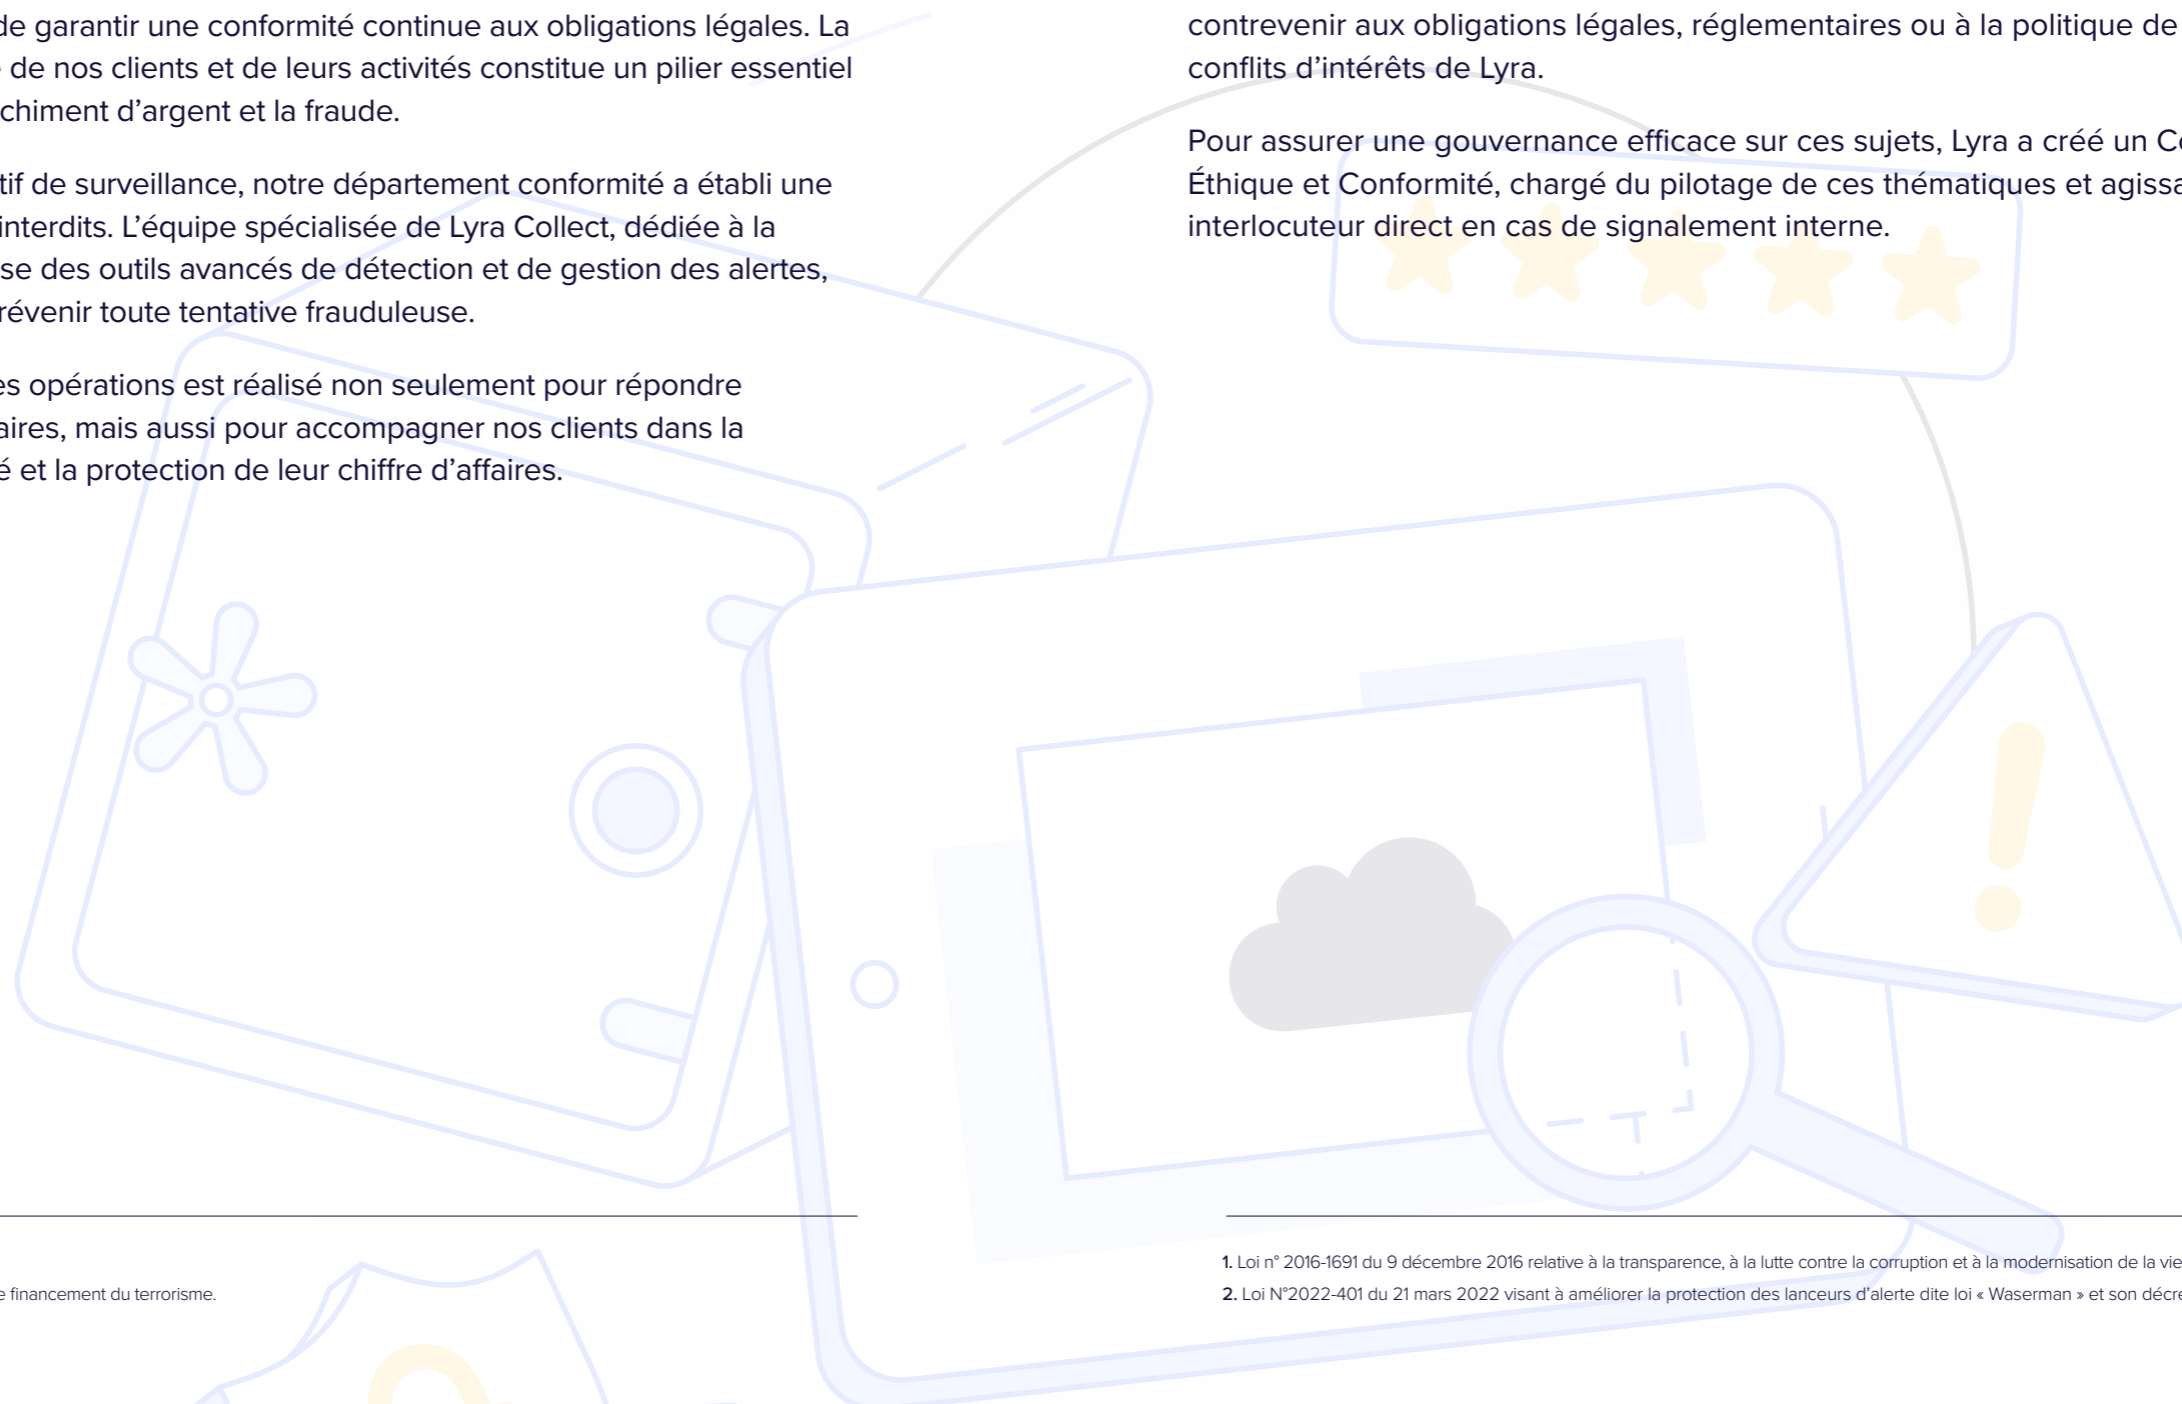 de garantir une conformité continue aux obligations légales. La
de nos clients et de leurs activités constitue un pilier essentiel
chiment d’argent et la fraude.
tif de surveillance, notre département conformité a établi une
interdits. L’équipe spécialisée de Lyra Collect, dédiée à la
se des outils avancés de détection et de gestion des alertes,
révenir toute tentative frauduleuse.
es opérations est réalisé non seulement pour répondre
aires, mais aussi pour accompagner nos clients dans la
é et la protection de leur chiffre d’affaires.
e financement du terrorisme.
contrevenir aux obligations légales, réglementaires ou à la politique de
conflits d’intérêts de Lyra.
Pour assurer une gouvernance efficace sur ces sujets, Lyra a créé un Co
Éthique et Conformité, chargé du pilotage de ces thématiques et agissa
interlocuteur direct en cas de signalement interne.
1. Loi n° 2016-1691 du 9 décembre 2016 relative à la transparence, à la lutte contre la corruption et à la modernisation de la vie
2. Loi N°2022-401 du 21 mars 2022 visant à améliorer la protection des lanceurs d’alerte dite loi « Waserman » et son décre